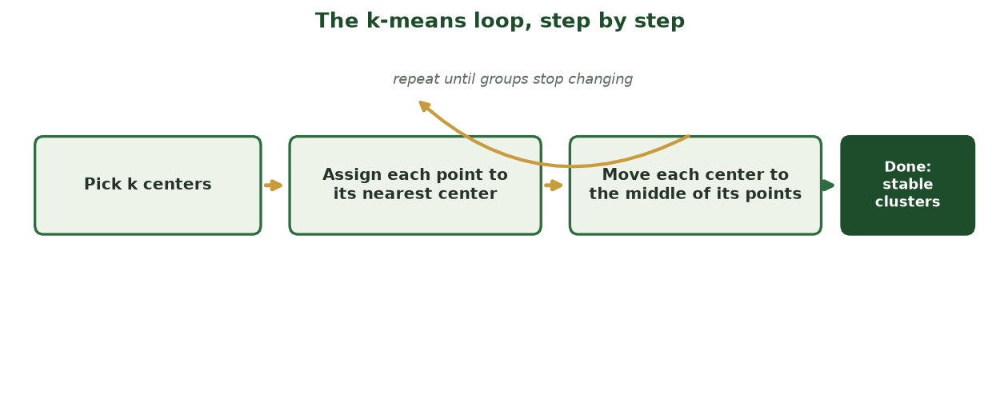 The k-means loop, step by step
repeat until groups stop changing
Pick k centers
Assign each point to
its nearest center
Move each center to
the middle of its points
Done:
stable
clusters